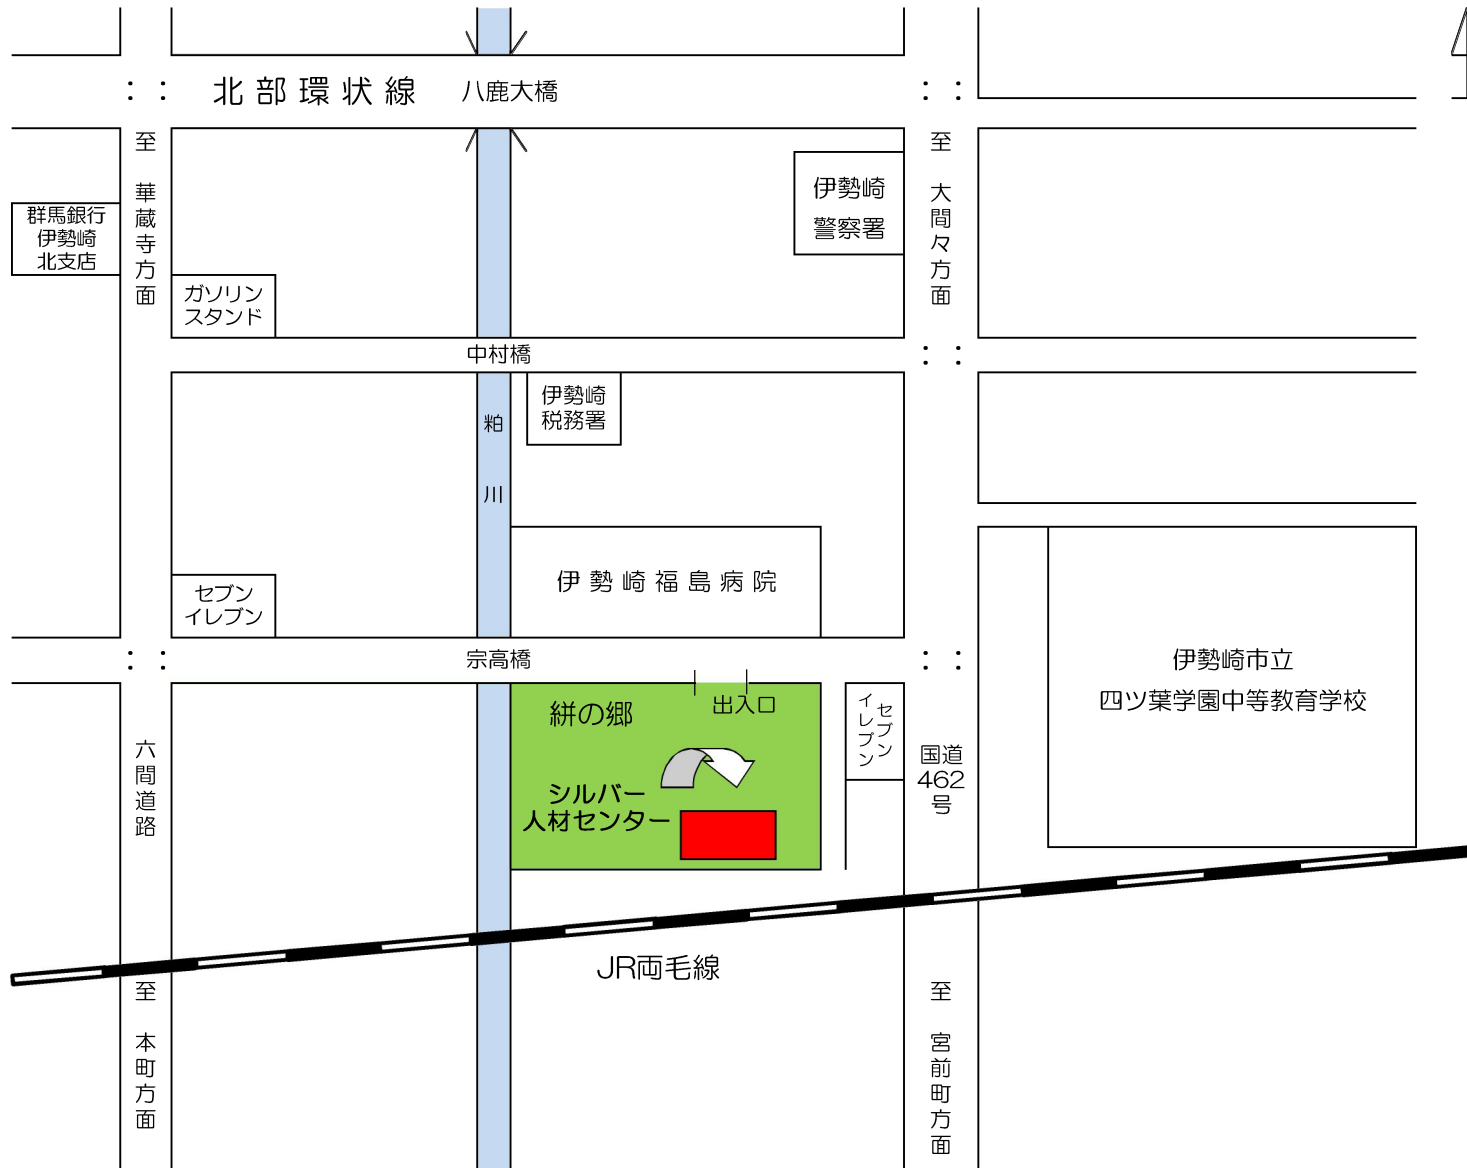 北部環状線
八鹿大橋
至 華蔵寺方面
至 大間々方面
伊勢崎
警察署
群馬銀行
伊勢崎
北支店
ガソリン
スタンド
中村橋
伊勢崎
税務署
粕川
伊勢崎福島病院
セブン
イレブン
宗高橋
伊勢崎市立
四ツ葉学園中等教育学校
絣の郷
出入口
セブン
イレブン
シルバー
人材センター
六間道路
国道
462
号
JR両毛線
至 本町方面
至 宮前町方面